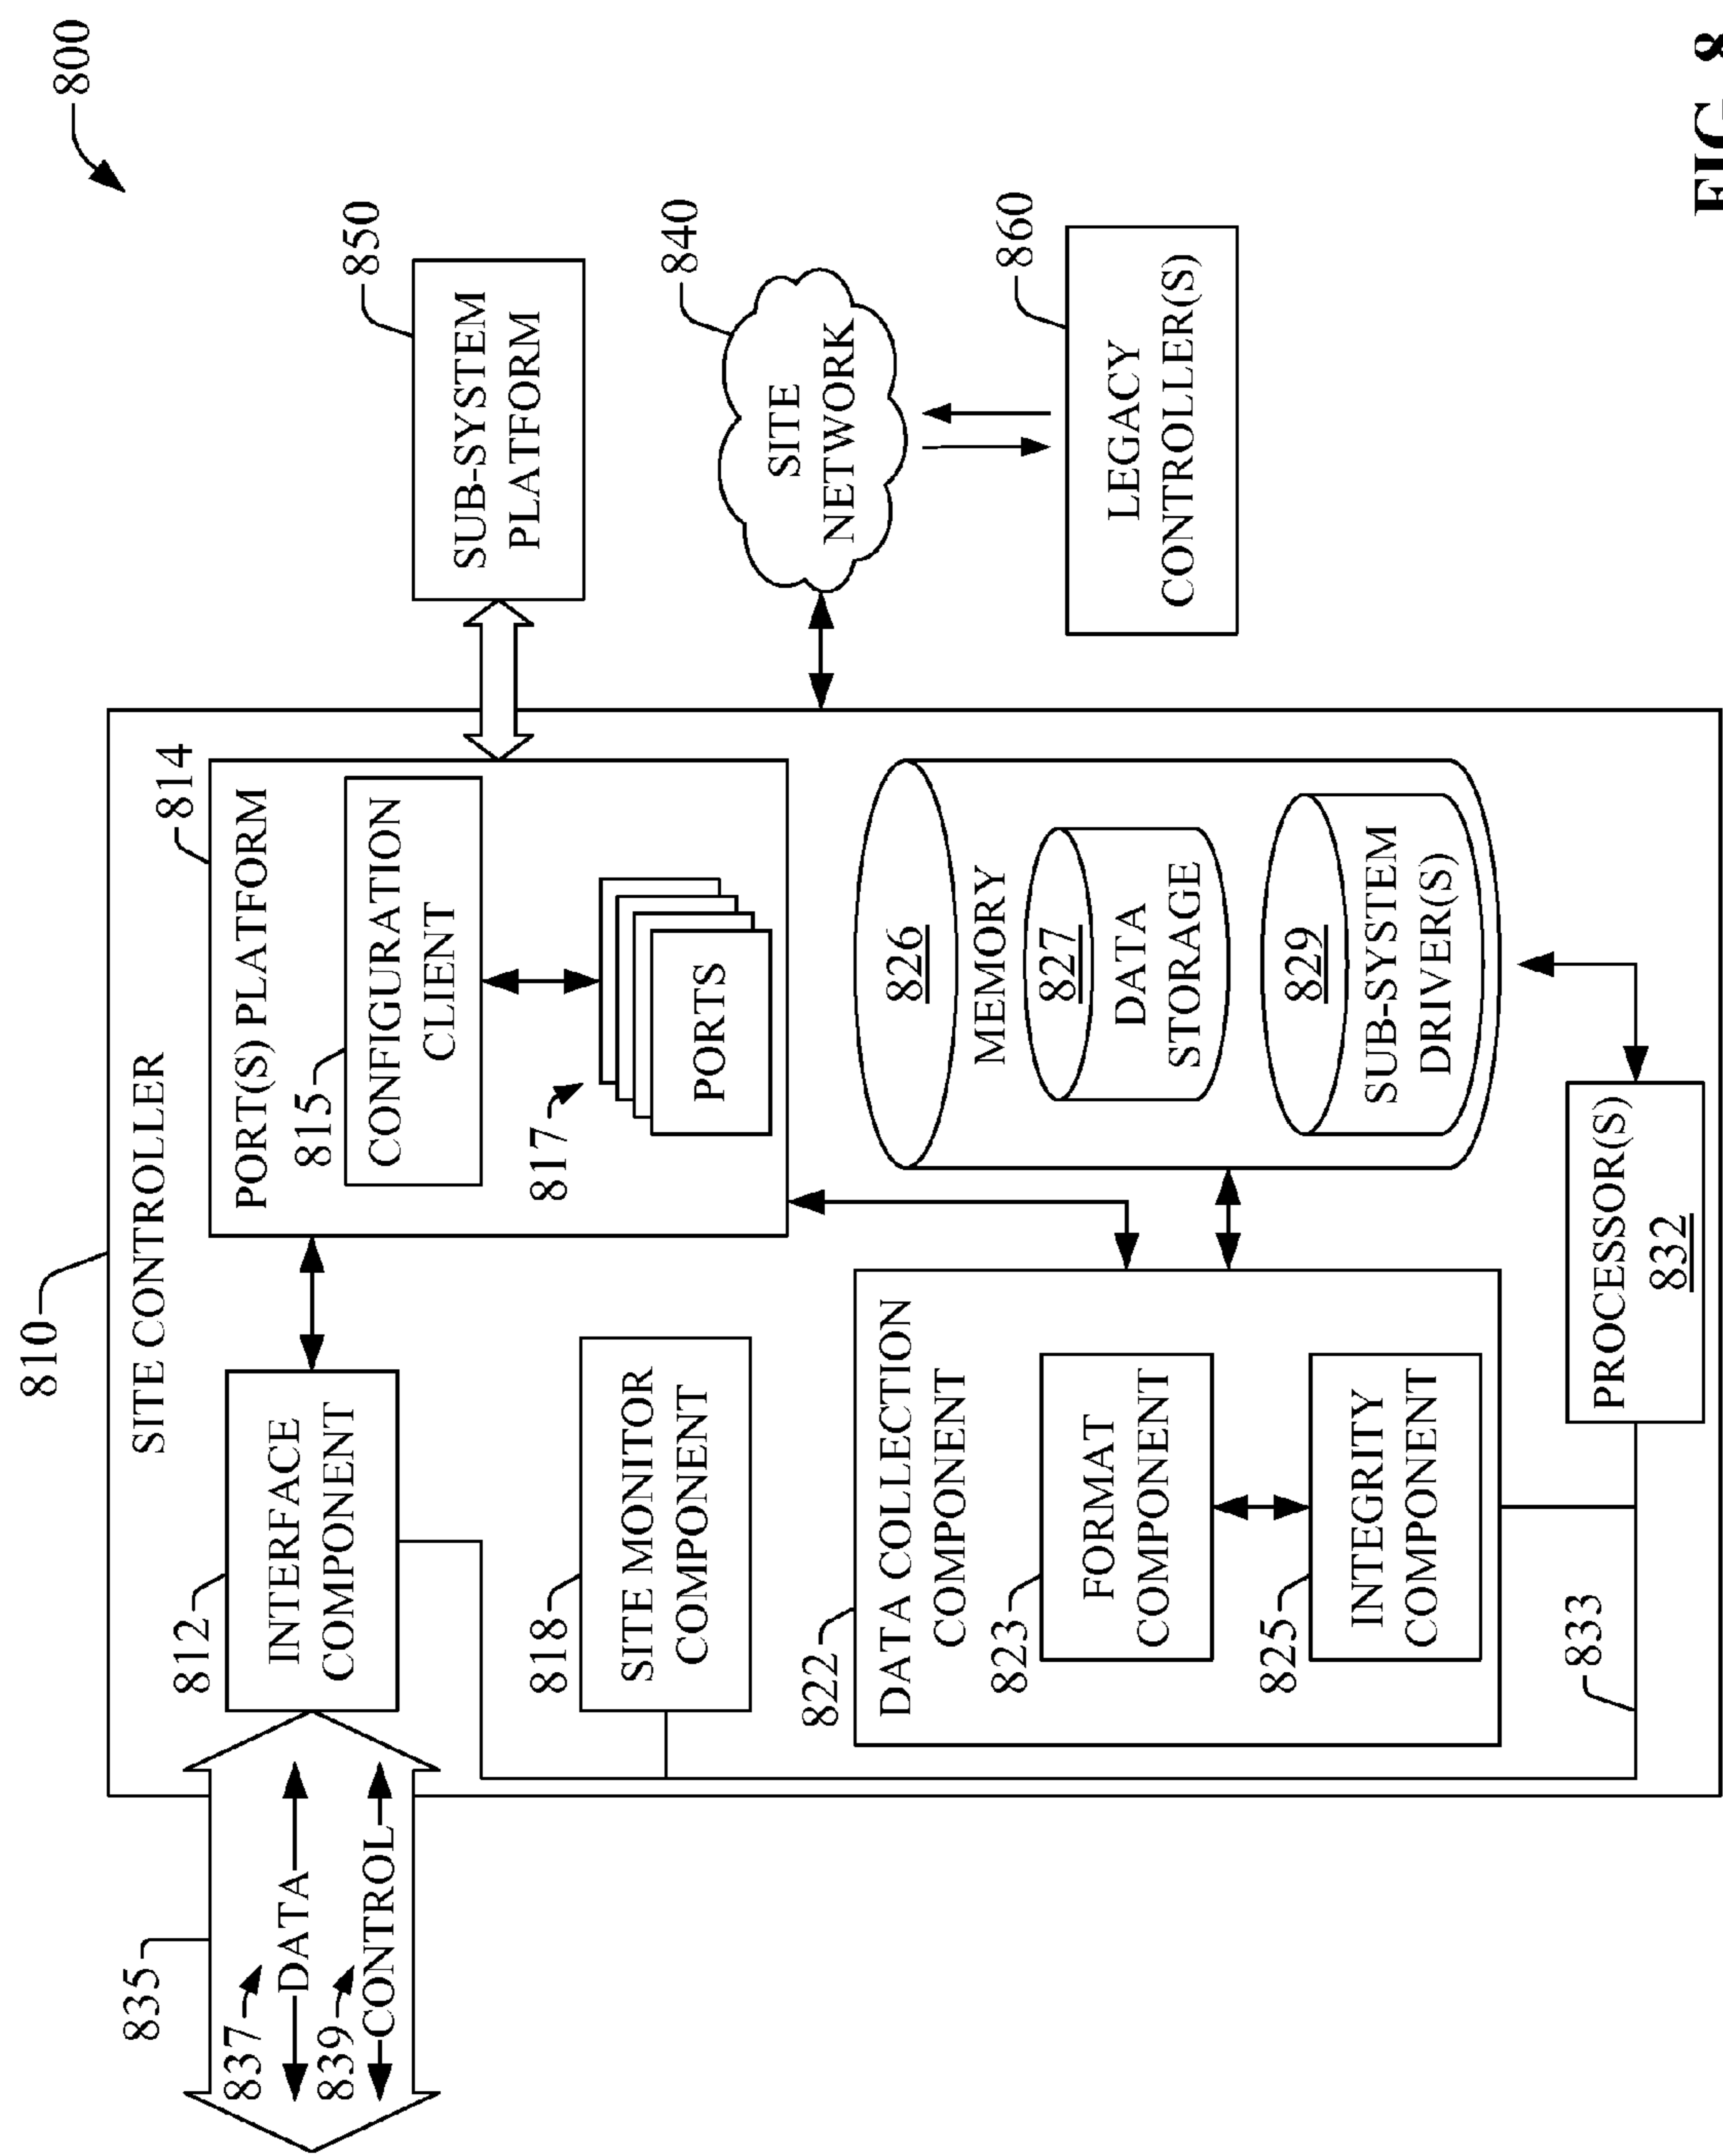 800
810
SITE CONTROLLER
835
837
DATA
839
CONTROL
812
INTERFACE
COMPONENT
814
PORT(S) PLATFORM
815
CONFIGURATION
CLIENT
817
PORTS
850
SUB-SYSTEM
PLATFORM
818
SITE MONITOR
COMPONENT
840
SITE
NETWORK
822
DATA COLLECTION
COMPONENT
823
FORMAT
COMPONENT
825
INTEGRITY
COMPONENT
826
MEMORY
827
DATA
STORAGE
829
SUB-SYSTEM
DRIVER(S)
860
LEGACY
CONTROLLER(S)
833
PROCESSOR(S)
832
FIG. 8